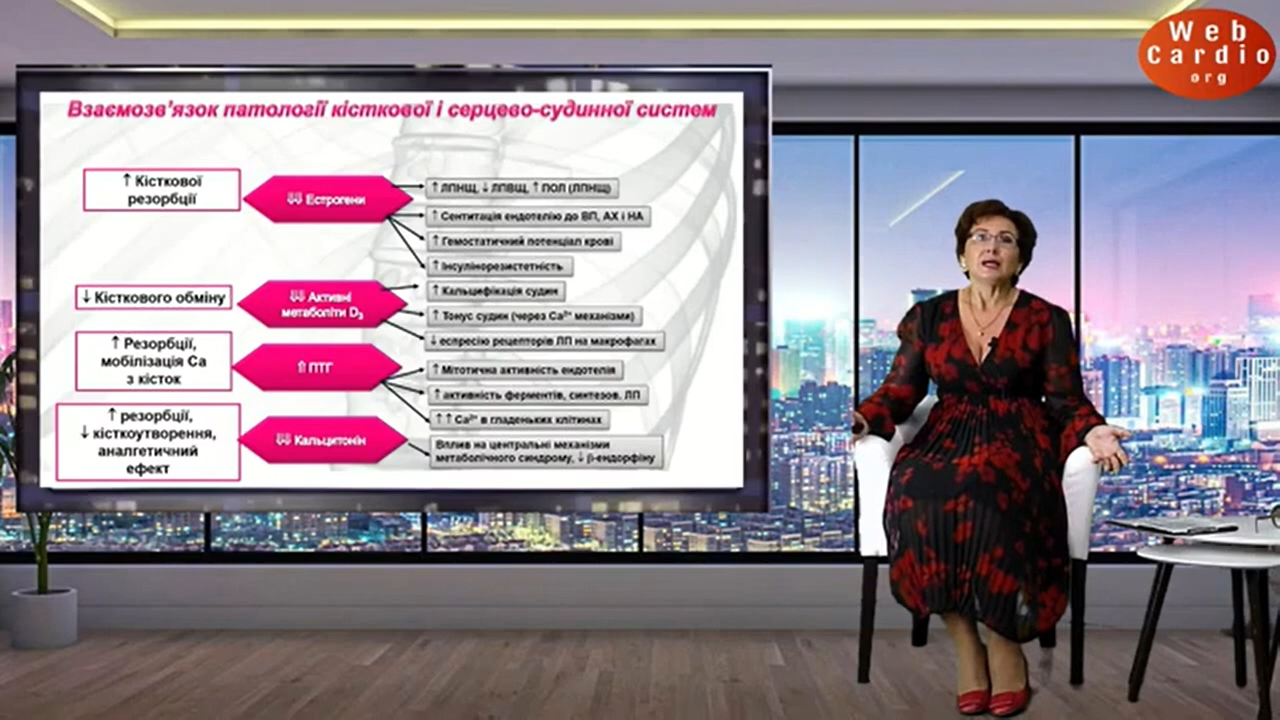 Web
Cardio
org
Взаємозв'язок патології кісткової і серцево-судинної систем
↑ Кісткової
резорбції
⇓⇓ Естрогени
↑ ЛПНЩ, ↓ ЛПВЩ, ↑ ПОЛ (ЛПНЩ)
↑ Сентитація ендотелію до ВП, АХ і НА
↑ Гемостатичний потенціал крові
↑ Інсулінорезистетність
↓ Кісткового обміну
⇓⇓ Активні
метаболіти D₃
↑ Кальцифікація судин
↑ Тонус судин (через Ca²⁺ механізми)
↓ еспресію рецепторів ЛП на макрофагах
↑ Резорбції,
мобілізація Са
з кісток
⇑ ПТГ
↑ Мітотична активність ендотелія
↑ активність ферментів, синтезов. ЛП
↑↑ Ca²⁺ в гладеньких клітинах
↑ резорбції,
↓ кісткоутворення,
аналгетичний
ефект
⇓⇓ Кальцитонін
Вплив на центральні механізми
метаболічного синдрому, ↓ β-ендорфіну